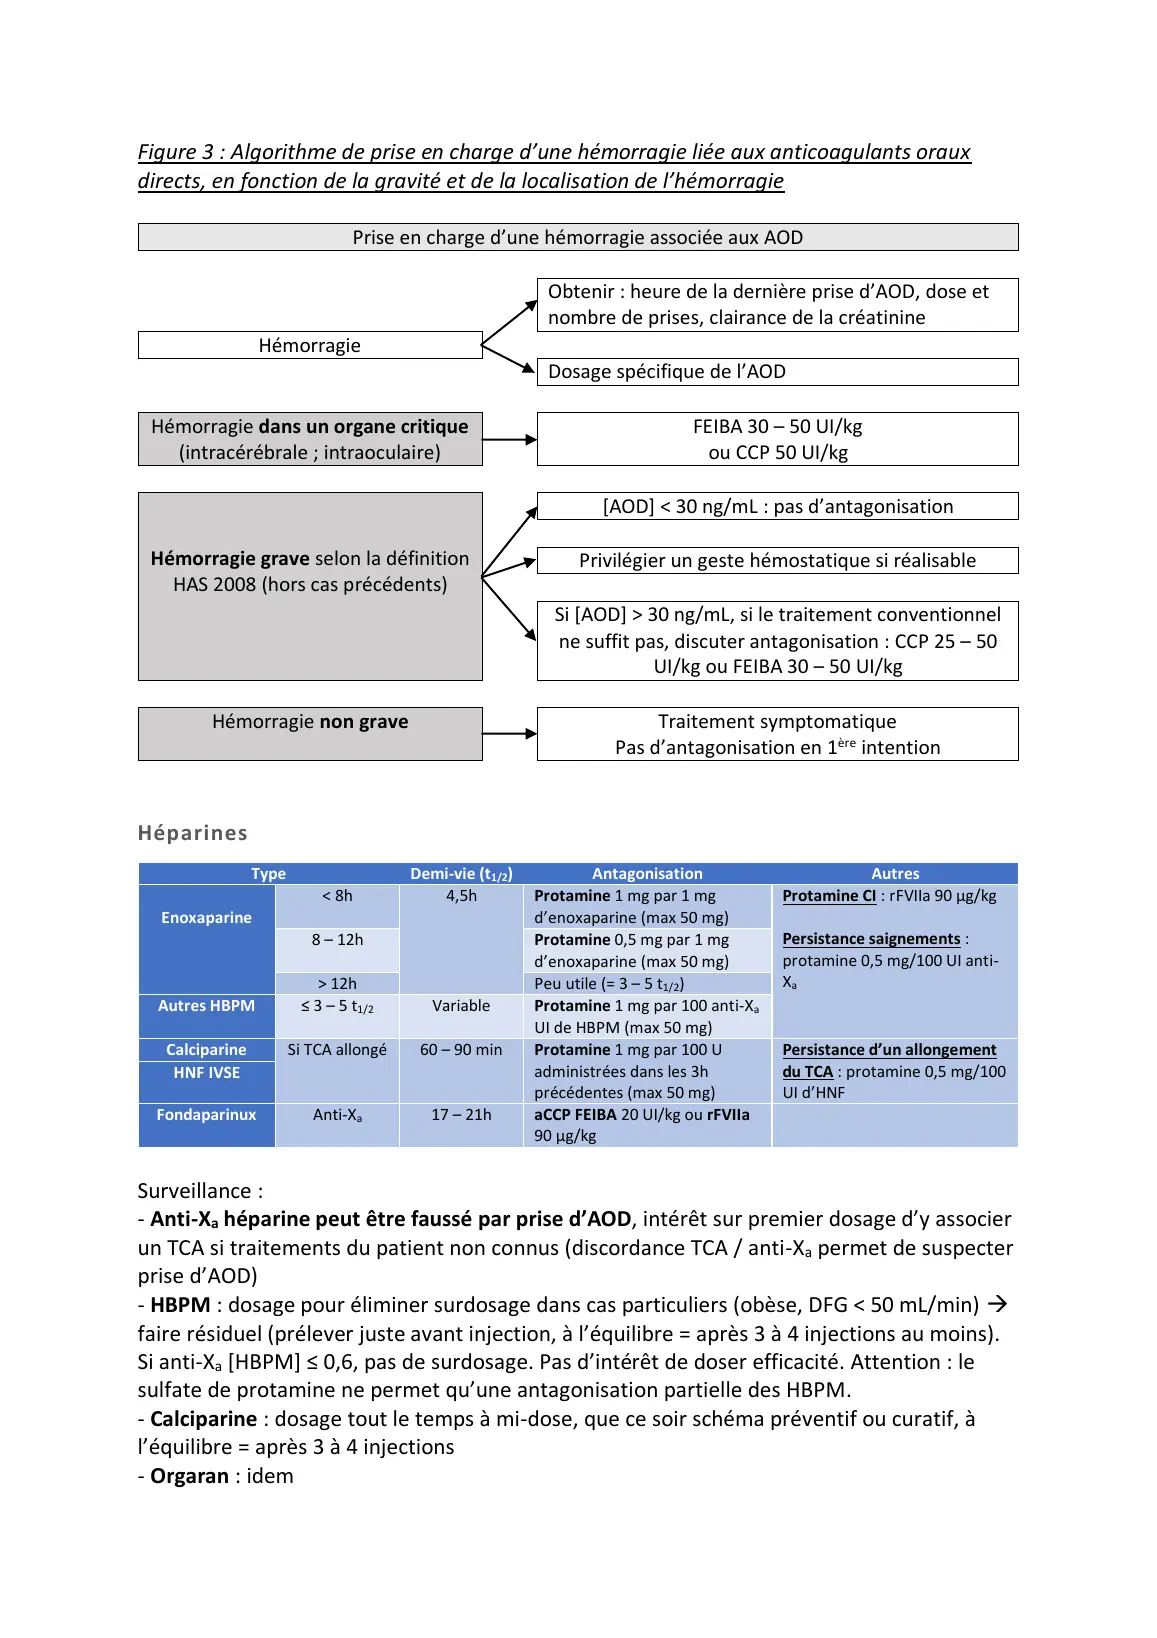 Figure 3 : Algorithme de prise en charge d’une hémorragie liée aux anticoagulants oraux
directs, en fonction de la gravité et de la localisation de l’hémorragie
Prise en charge d’une hémorragie associée aux AOD
Hémorragie
Obtenir : heure de la dernière prise d’AOD, dose et
nombre de prises, clairance de la créatinine
Dosage spécifique de l’AOD
Hémorragie dans un organe critique
(intracérébrale ; intraoculaire)
FEIBA 30 – 50 UI/kg
ou CCP 50 UI/kg
Hémorragie grave selon la définition
HAS 2008 (hors cas précédents)
[AOD] < 30 ng/mL : pas d’antagonisation
Privilégier un geste hémostatique si réalisable
Si [AOD] > 30 ng/mL, si le traitement conventionnel
ne suffit pas, discuter antagonisation : CCP 25 – 50
UI/kg ou FEIBA 30 – 50 UI/kg
Hémorragie non grave
Traitement symptomatique
Pas d’antagonisation en 1ère intention
Héparines
Type Demi-vie (t1/2) Antagonisation Autres
Enoxaparine
< 8h
4,5h
Protamine 1 mg par 1 mg
d’enoxaparine (max 50 mg)
8 – 12h
Protamine 0,5 mg par 1 mg
d’enoxaparine (max 50 mg)
> 12h
Peu utile (= 3 – 5 t1/2)
Protamine CI : rFVIIa 90 µg/kg
Persistance saignements :
protamine 0,5 mg/100 UI anti-
Xa
Autres HBPM
≤ 3 – 5 t1/2
Variable
Protamine 1 mg par 100 anti-Xa
UI de HBPM (max 50 mg)
Calciparine
HNF IVSE
Si TCA allongé
60 – 90 min
Protamine 1 mg par 100 U
administrées dans les 3h
précédentes (max 50 mg)
Persistance d’un allongement
du TCA : protamine 0,5 mg/100
UI d’HNF
Fondaparinux
Anti-Xa
17 – 21h
aCCP FEIBA 20 UI/kg ou rFVIIa
90 µg/kg
Surveillance :
- Anti-Xa héparine peut être faussé par prise d’AOD, intérêt sur premier dosage d’y associer
un TCA si traitements du patient non connus (discordance TCA / anti-Xa permet de suspecter
prise d’AOD)
- HBPM : dosage pour éliminer surdosage dans cas particuliers (obèse, DFG < 50 mL/min) →
faire résiduel (prélever juste avant injection, à l’équilibre = après 3 à 4 injections au moins).
Si anti-Xa [HBPM] ≤ 0,6, pas de surdosage. Pas d’intérêt de doser efficacité. Attention : le
sulfate de protamine ne permet qu’une antagonisation partielle des HBPM.
- Calciparine : dosage tout le temps à mi-dose, que ce soir schéma préventif ou curatif, à
l’équilibre = après 3 à 4 injections
- Orgaran : idem